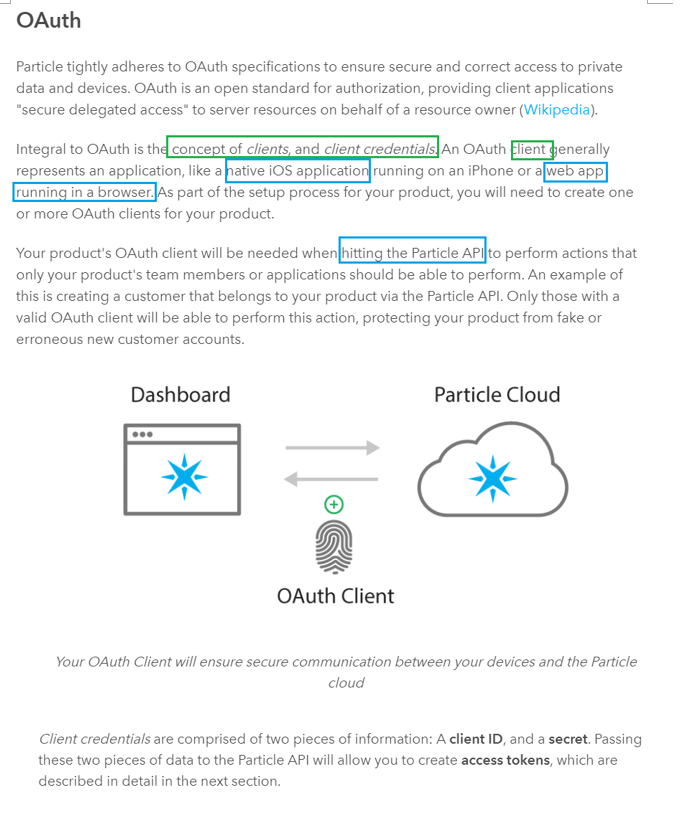 OAuth
Particle tightly adheres to OAuth specifications to ensure secure and correct access to private
data and devices. OAuth is an open standard for authorization, providing client applications
"secure delegated access" to server resources on behalf of a resource owner (Wikipedia).
Integral to OAuth is the concept of clients, and client credentials. An OAuth client generally
represents an application, like a native iOS application running on an iPhone or a web app
running in a browser. As part of the setup process for your product, you will need to create one
or more OAuth clients for your product.
Your product's OAuth client will be needed when hitting the Particle API to perform actions that
only your product's team members or applications should be able to perform. An example of
this is creating a customer that belongs to your product via the Particle API. Only those with a
valid OAuth client will be able to perform this action, protecting your product from fake or
erroneous new customer accounts.
Dashboard
Particle Cloud
OAuth Client
Your OAuth Client will ensure secure communication between your devices and the Particle
cloud
Client credentials are comprised of two pieces of information: A client ID, and a secret. Passing
these two pieces of data to the Particle API will allow you to create access tokens, which are
described in detail in the next section.